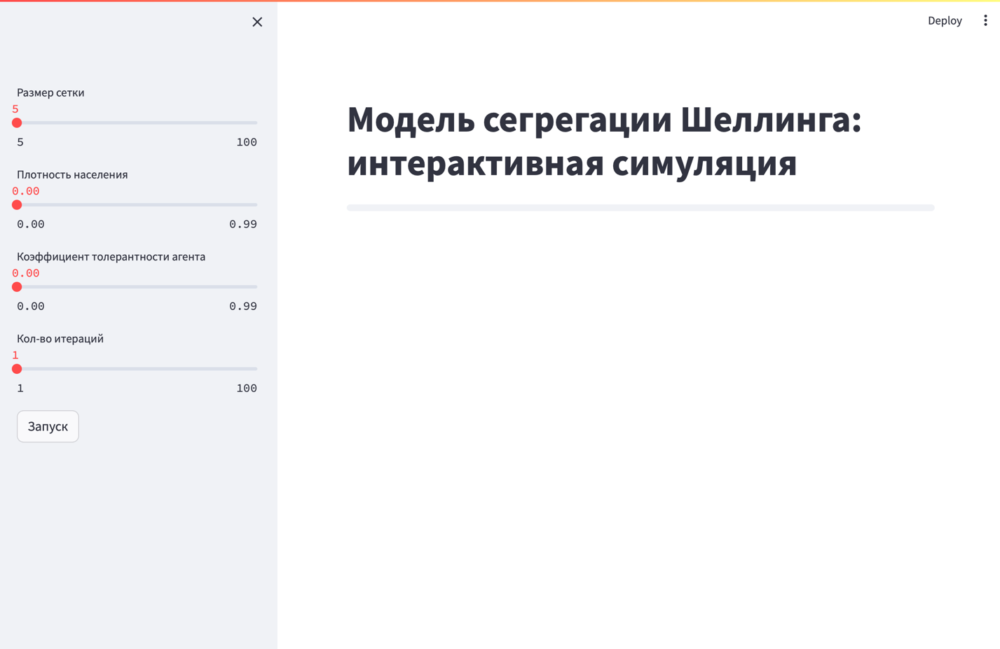 Deploy
Размер сетки
5
5 100
Плотность населения
0.00
0.00 0.99
Коэффициент толерантности агента
0.00
0.00 0.99
Кол-во итераций
1
1 100
Запуск
Модель сегрегации Шеллинга:
интерактивная симуляция